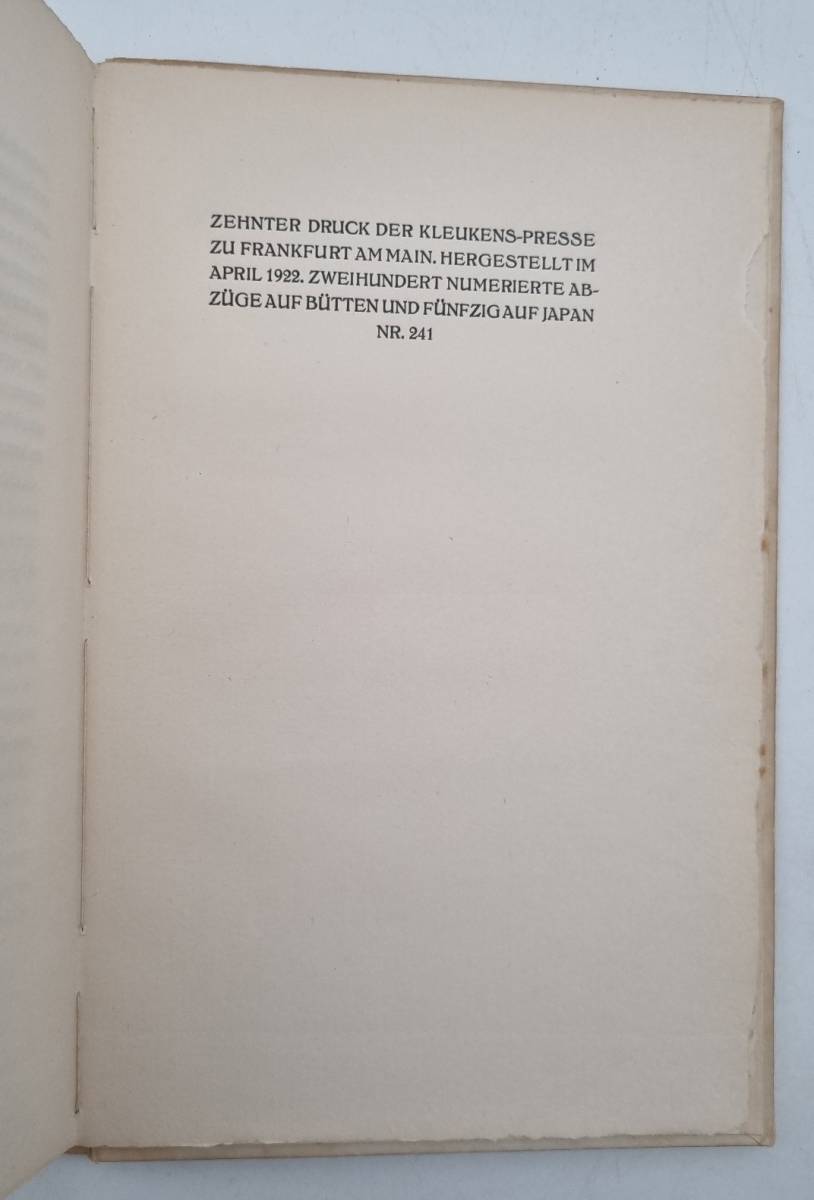 ZEHNTER DRUCK DER KLEUKENS-PRESSE
ZU FRANKFURT AM MAIN. HERGESTELLT IM
APRIL 1922. ZWEIHUNDERT NUMERIERTE AB-
ZÜGE AUF BÜTTEN UND FÜNFZIG AUF JAPAN
NR. 241